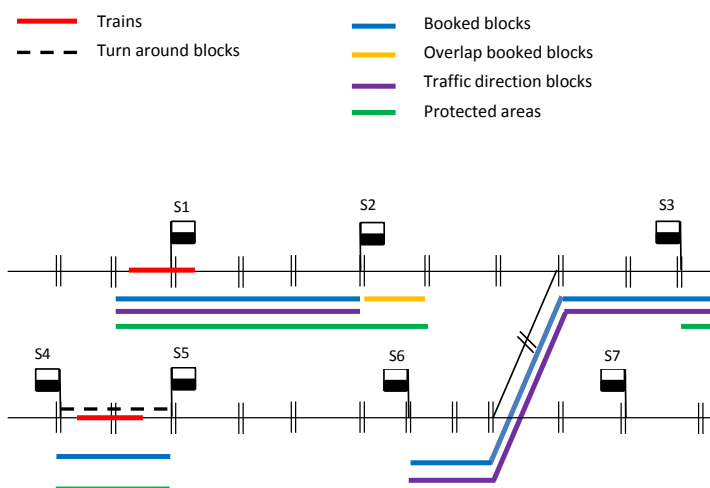 Trains
Turn around blocks
Booked blocks
Overlap booked blocks
Traffic direction blocks
Protected areas
S1
S2
S3
S4
S5
S6
S7